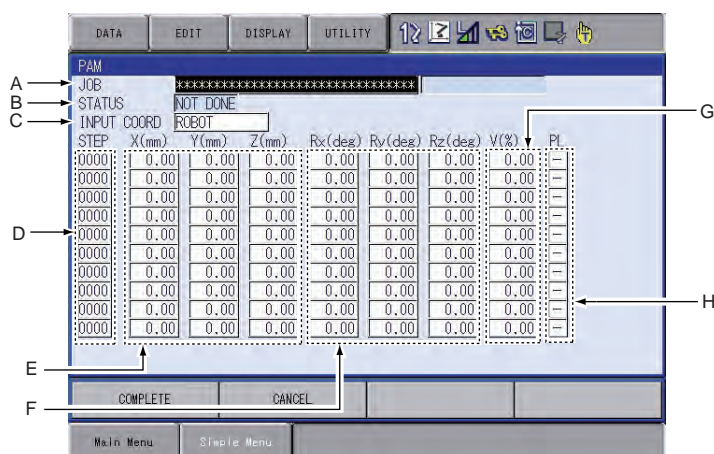 DATA EDIT DISPLAY UTILITY
PAM
A JOB ********************************
B STATUS NOT DONE
C INPUT COORD ROBOT
G
STEP X(mm) Y(mm) Z(mm) Rx(deg) Ry(deg) Rz(deg) V(%) PL
0000 0.00 0.00 0.00 0.00 0.00 0.00 0.00 -
0000 0.00 0.00 0.00 0.00 0.00 0.00 0.00 -
0000 0.00 0.00 0.00 0.00 0.00 0.00 0.00 -
0000 0.00 0.00 0.00 0.00 0.00 0.00 0.00 -
D 0000 0.00 0.00 0.00 0.00 0.00 0.00 0.00 -
0000 0.00 0.00 0.00 0.00 0.00 0.00 0.00 -
0000 0.00 0.00 0.00 0.00 0.00 0.00 0.00 -
0000 0.00 0.00 0.00 0.00 0.00 0.00 0.00 - H
0000 0.00 0.00 0.00 0.00 0.00 0.00 0.00 -
0000 0.00 0.00 0.00 0.00 0.00 0.00 0.00 -
E
F
COMPLETE CANCEL
Main Menu Simple Menu